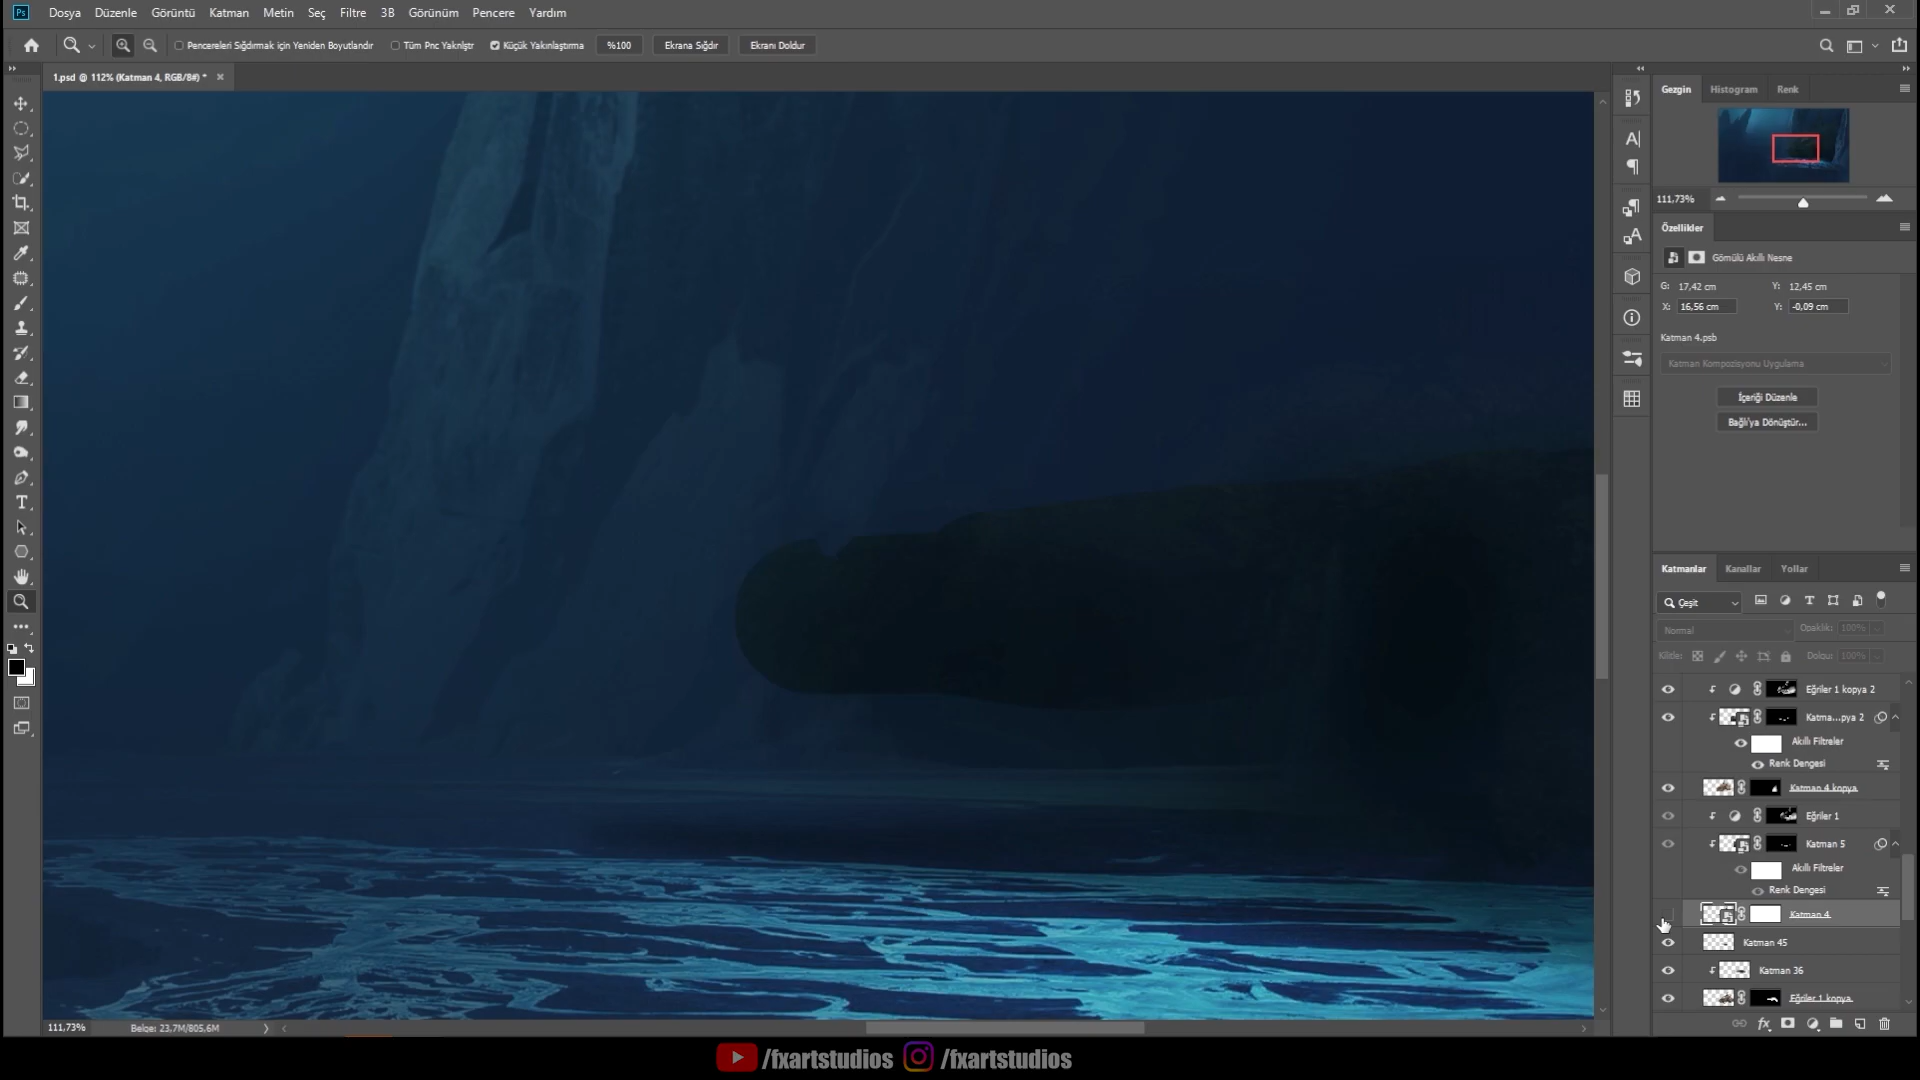 Ps Dosya Düzenle Görüntü Katman Metin Seç Filtre 3B Görünüm Pencere Yardım
Pencereleri Sığdırmak için Yeniden Boyutlandır Tüm Pnc Yaknlştr Küçük Yakınlaştırma %100 Ekrana Sığdır Ekranı Doldur
1.psd @ 112% (Katman 4, RGB/8#) *
Gezgin Histogram Renk
111,73%
Özellikler
Gömülü Akıllı Nesne
G: 17,42 cm Y: 12,45 cm
X: 16,56 cm Y: -0,09 cm
Katman 4.psb
Katman Kompozisyonu Uygulama
İçeriği Düzenle
Bağlı'ya Dönüştür...
Katmanlar Kanallar Yollar
Çeşit
Normal Opaklık: 100%
Kilitle: Dolgu: 100%
Eğriler 1 kopya 2
Katma...pya 2
Akıllı Filtreler
Renk Dengesi
Katman 4 kopya
Eğriler 1
Katman 5
Akıllı Filtreler
Renk Dengesi
Katman 4
Katman 45
Katman 36
Eğriler 1 kopya
fx
111,73% Belge: 23,7M/805,6M
/fxartstudios /fxartstudios